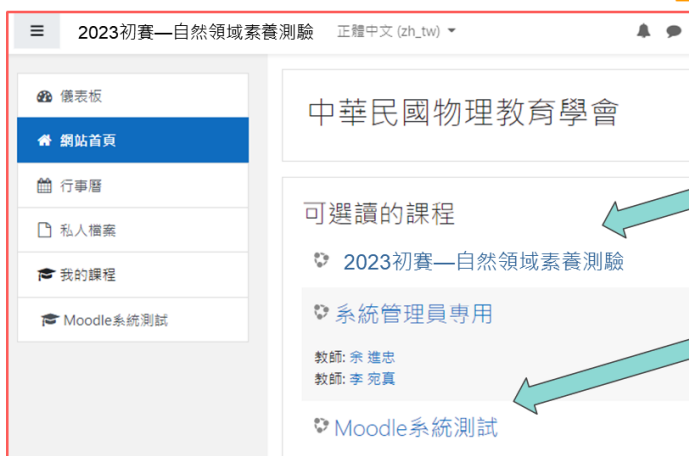 2023初賽—自然領域素養測驗 正體中文 (zh_tw)
儀表板
網站首頁
行事曆
私人檔案
我的課程
Moodle系統測試
中華民國物理教育學會
可選讀的課程
2023初賽—自然領域素養測驗
系統管理員專用
教師: 余 進忠
教師: 李 宛真
Moodle系統測試